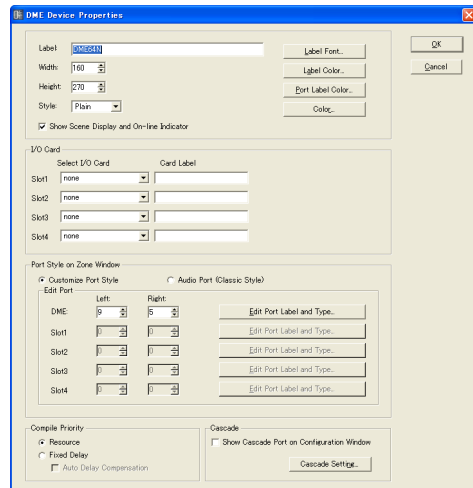 DME Device Properties
Label: DME64N Label Font... OK
Width: 160 Label Color... Cancel
Height: 270 Port Label Color...
Style: Plain Color...
Show Scene Display and On-line Indicator
I/O Card
Select I/O Card Card Label
Slot1 none
Slot2 none
Slot3 none
Slot4 none
Port Style on Zone Window
Customize Port Style Audio Port (Classic Style)
Edit Port
Left: Right:
DME: 9 5 Edit Port Label and Type...
Slot1 0 0 Edit Port Label and Type...
Slot2 0 0 Edit Port Label and Type...
Slot3 0 0 Edit Port Label and Type...
Slot4 0 0 Edit Port Label and Type...
Compile Priority Cascade
Resource Show Cascade Port on Configuration Window
Fixed Delay
Auto Delay Compensation Cascade Setting...